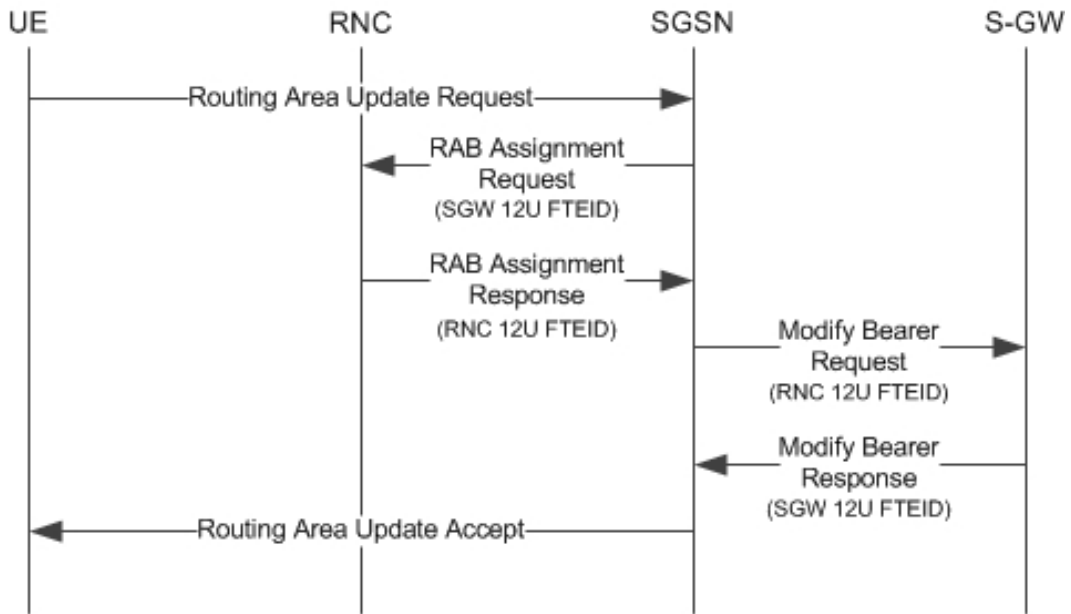 UE RNC SGSN S-GW
Routing Area Update Request
RAB Assignment
Request
(SGW 12U FTEID)
RAB Assignment
Response
(RNC 12U FTEID)
Modify Bearer
Request
(RNC 12U FTEID)
Modify Bearer
Response
(SGW 12U FTEID)
Routing Area Update Accept